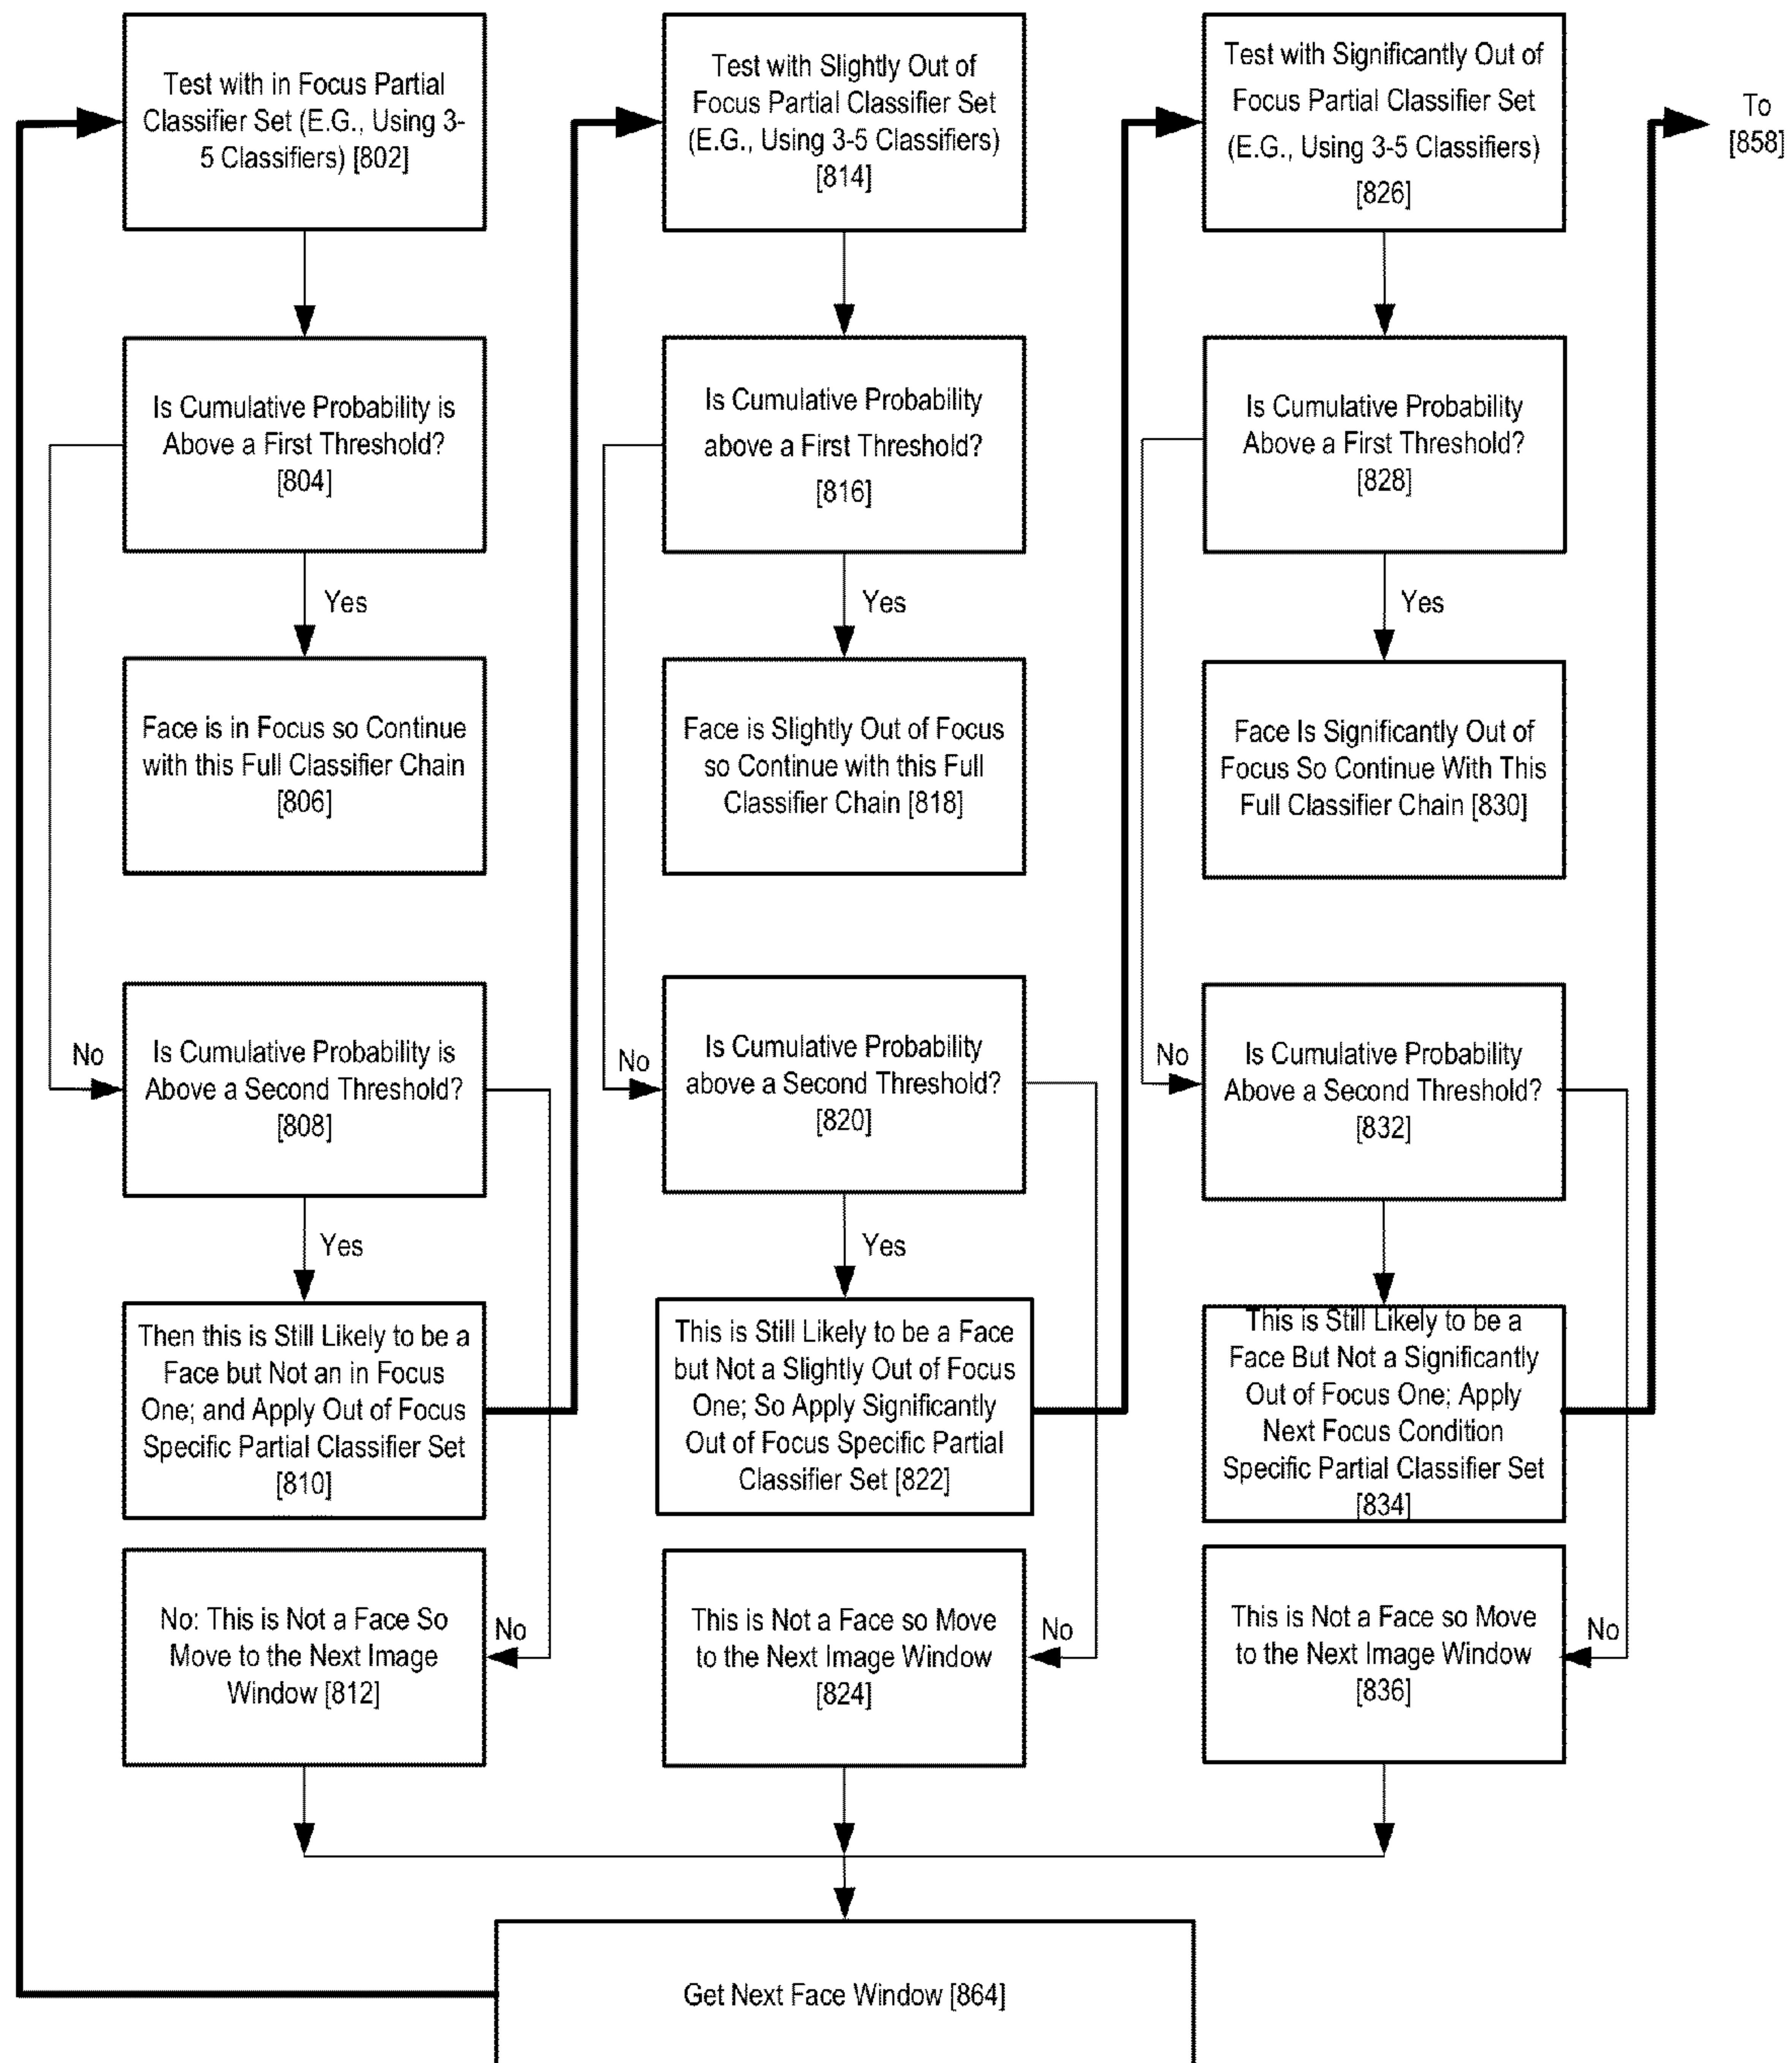 Test with in Focus Partial
Classifier Set (E.G., Using 3-
5 Classifiers) [802]
Is Cumulative Probability is
Above a First Threshold?
[804]
Yes
Face is in Focus so Continue
with this Full Classifier Chain
[806]
No
Is Cumulative Probability is
Above a Second Threshold?
[808]
Yes
Then this is Still Likely to be a
Face but Not an in Focus
One; and Apply Out of Focus
Specific Partial Classifier Set
[810]
No: This is Not a Face So
Move to the Next Image
Window [812]
No
Test with Slightly Out of
Focus Partial Classifier Set
(E.G., Using 3-5 Classifiers)
[814]
Is Cumulative Probability
above a First Threshold?
[816]
Yes
Face is Slightly Out of Focus
so Continue with this Full
Classifier Chain [818]
No
Is Cumulative Probability
above a Second Threshold?
[820]
Yes
This is Still Likely to be a Face
but Not a Slightly Out of Focus
One; So Apply Significantly
Out of Focus Specific Partial
Classifier Set [822]
This is Not a Face so Move
to the Next Image Window
[824]
No
Test with Significantly Out of
Focus Partial Classifier Set
(E.G., Using 3-5 Classifiers)
[826]
Is Cumulative Probability
Above a First Threshold?
[828]
Yes
Face Is Significantly Out of
Focus So Continue With This
Full Classifier Chain [830]
No
Is Cumulative Probability
Above a Second Threshold?
[832]
This is Still Likely to be a
Face But Not a Significantly
Out of Focus One; Apply
Next Focus Condition
Specific Partial Classifier Set
[834]
This is Not a Face so Move
to the Next Image Window
[836]
No
To
[858]
Get Next Face Window [864]